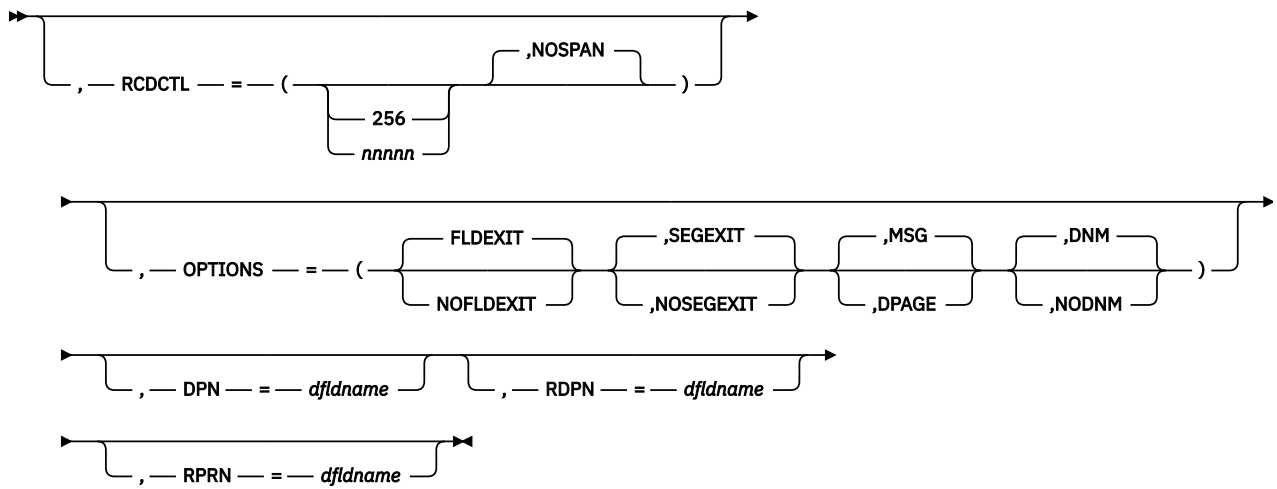 ,NOSPAN
, RCDCTL = ( )
256
nnnnn
FLDEXIT ,SEGEXIT ,MSG ,DNM
, OPTIONS = ( )
NOFLDEXIT ,NOSEGEXIT ,DPAGE ,NODNM
, DPN = dfldname , RDPN = dfldname
, RPRN = dfldname